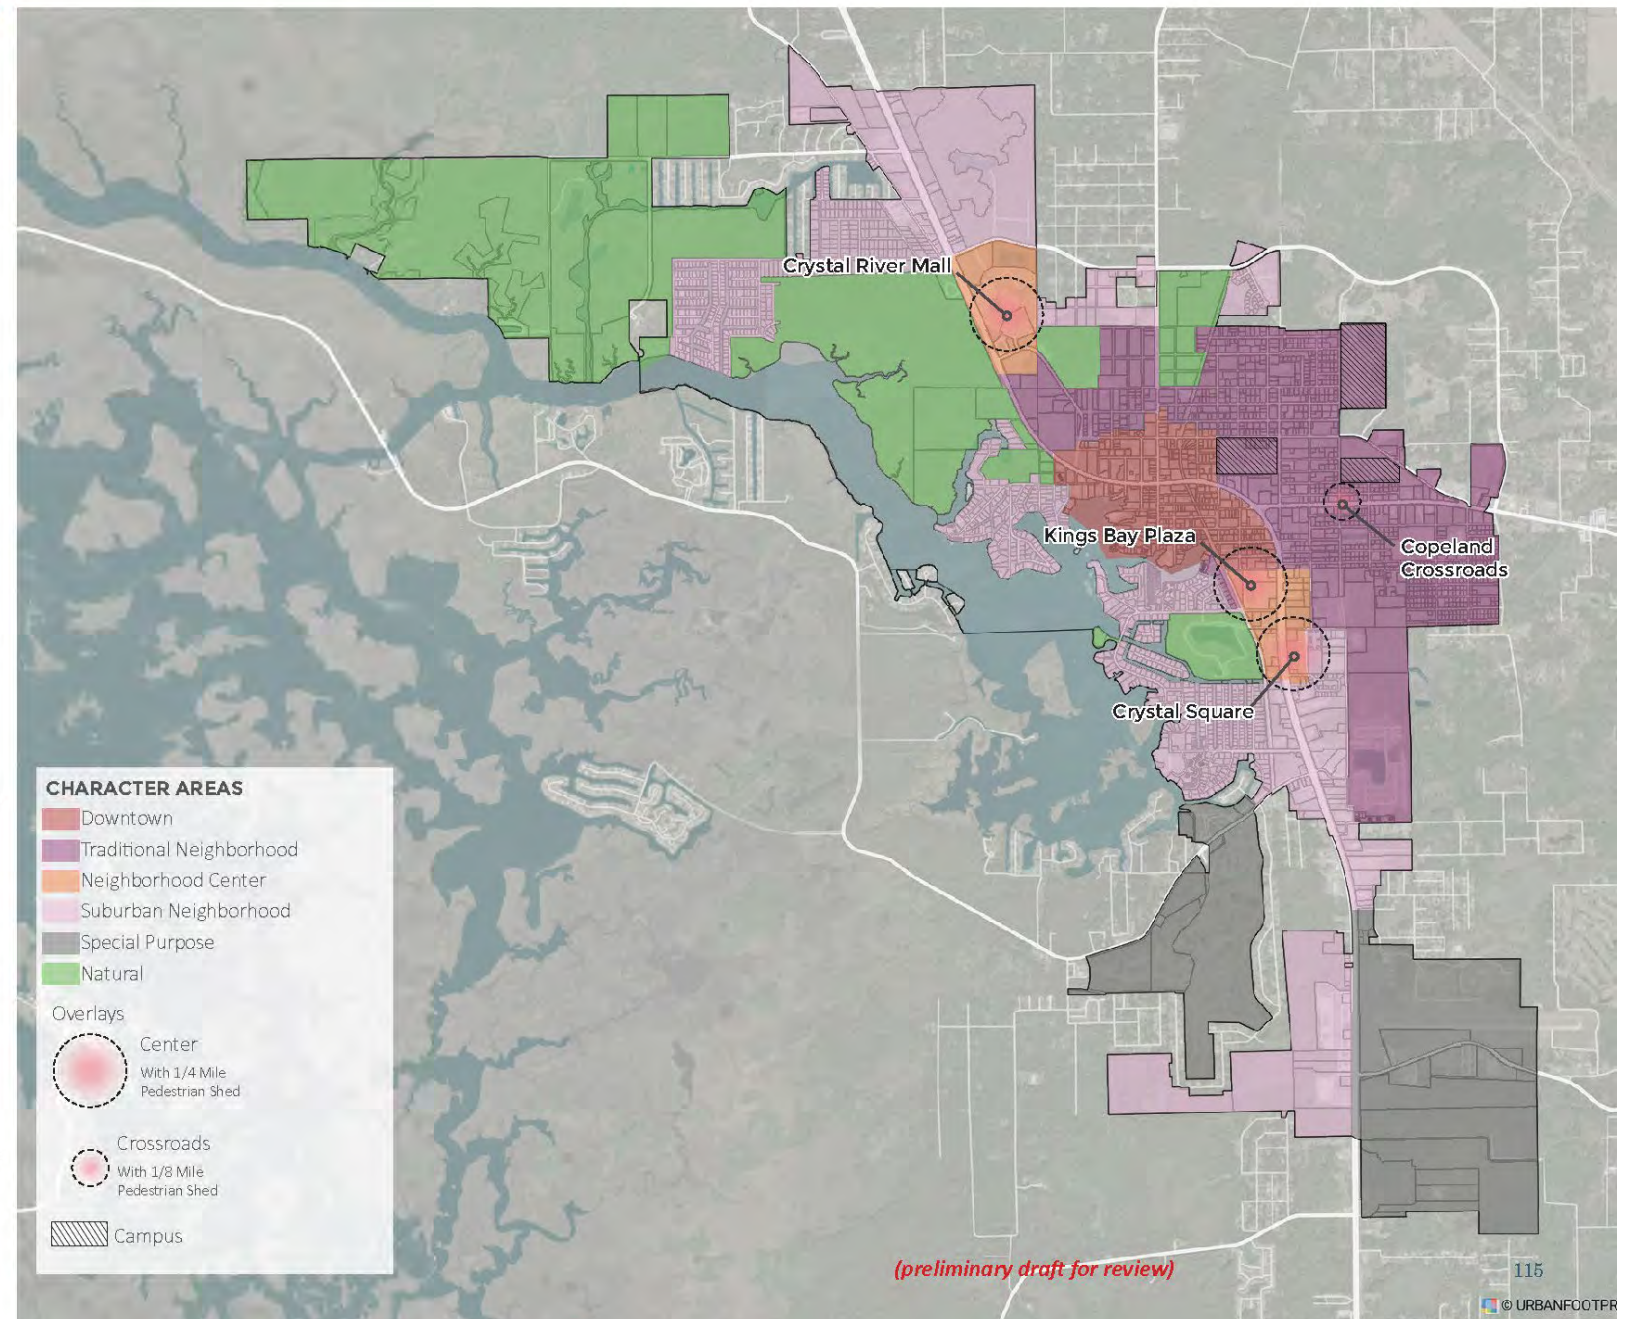 Crystal River Mall
Kings Bay Plaza
Copeland
Crossroads
Crystal Square
CHARACTER AREAS
Downtown
Traditional Neighborhood
Neighborhood Center
Suburban Neighborhood
Special Purpose
Natural
Overlays
Center
With 1/4 Mile
Pedestrian Shed
Crossroads
With 1/8 Mile
Pedestrian Shed
Campus
(preliminary draft for review)
115
© URBANFOOTPR